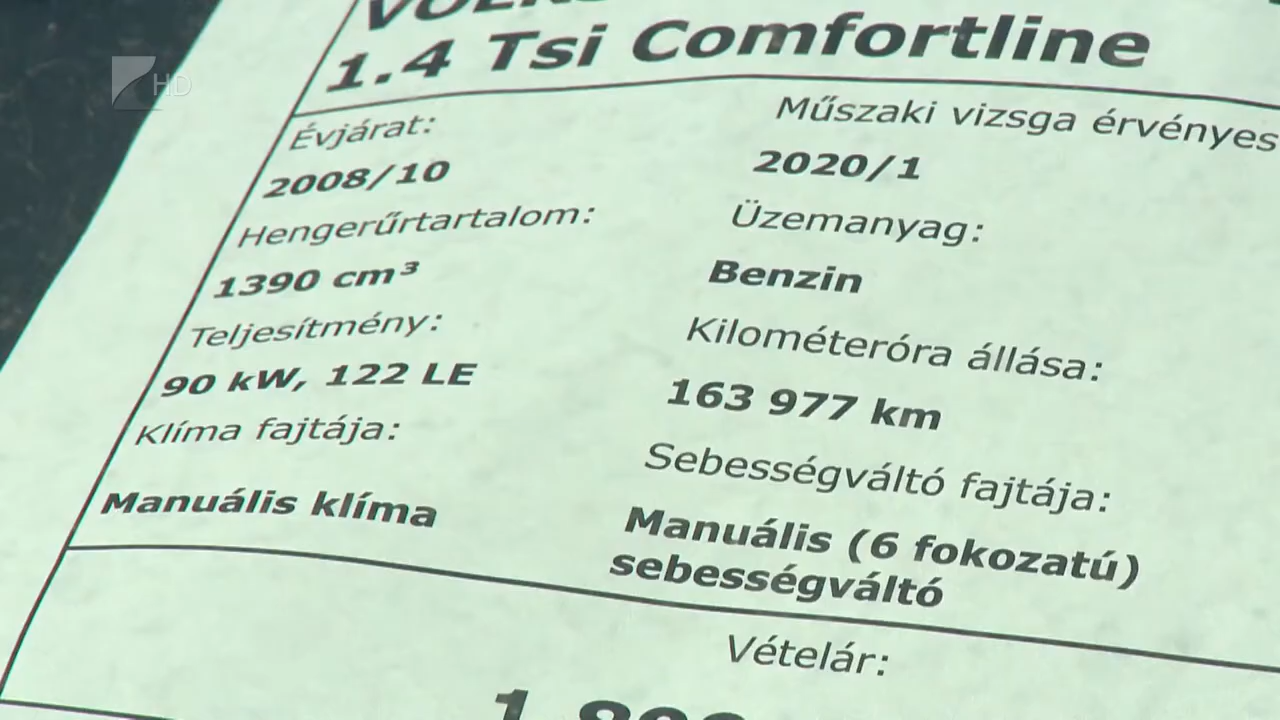 1.4 Tsi Comfortline
Évjárat:
2008/10
Hengerűrtartalom:
1390 cm³
Teljesítmény:
90 kW, 122 LE
Klíma fajtája:
Manuális klíma
Műszaki vizsga érvényes
2020/1
Üzemanyag:
Benzin
Kilométeróra állása:
163 977 km
Sebességváltó fajtája:
Manuális (6 fokozatú)
sebességváltó
Vételár:
HD